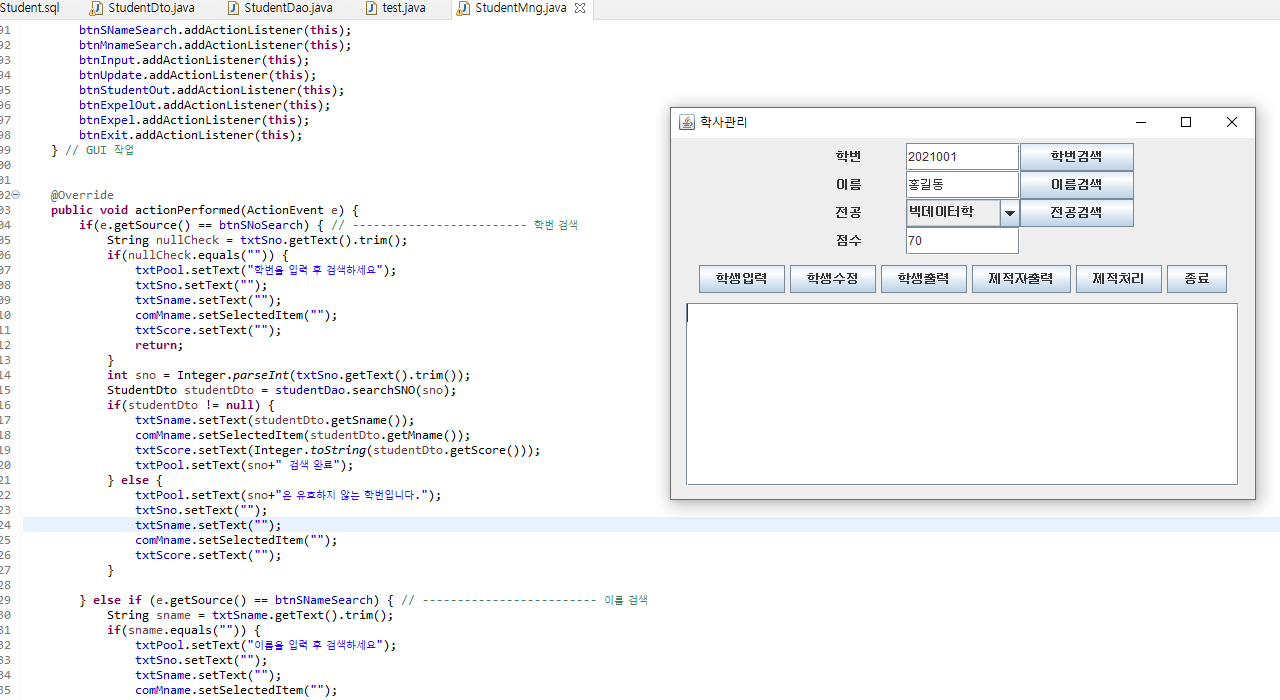 Student.sql StudentDto.java StudentDao.java test.java StudentMng.java
91 btnSNameSearch.addActionListener(this);
92 btnMnameSearch.addActionListener(this);
93 btnInput.addActionListener(this);
94 btnUpdate.addActionListener(this);
95 btnStudentOut.addActionListener(this);
96 btnExpelOut.addActionListener(this);
97 btnExpel.addActionListener(this);
98 btnExit.addActionListener(this);
99 } // GUI 작업
00
01
02 @Override
03 public void actionPerformed(ActionEvent e) {
04 if(e.getSource() == btnSNoSearch) { // ------------------------- 학번 검색
05 String nullCheck = txtSno.getText().trim();
06 if(nullCheck.equals("")) {
07 txtPool.setText("학번을 입력 후 검색하세요");
08 txtSno.setText("");
09 txtSname.setText("");
10 comMname.setSelectedItem("");
11 txtScore.setText("");
12 return;
13 }
14 int sno = Integer.parseInt(txtSno.getText().trim());
15 StudentDto studentDto = studentDao.searchSNO(sno);
16 if(studentDto != null) {
17 txtSname.setText(studentDto.getSname());
18 comMname.setSelectedItem(studentDto.getMname());
19 txtScore.setText(Integer.toString(studentDto.getScore()));
20 txtPool.setText(sno+" 검색 완료");
21 } else {
22 txtPool.setText(sno+"은 유효하지 않는 학번입니다.");
23 txtSno.setText("");
24 txtSname.setText("");
25 comMname.setSelectedItem("");
26 txtScore.setText("");
27 }
28
29 } else if (e.getSource() == btnSNameSearch) { // ------------------------- 이름 검색
30 String sname = txtSname.getText().trim();
31 if(sname.equals("")) {
32 txtPool.setText("이름을 입력 후 검색하세요");
33 txtSno.setText("");
34 txtSname.setText("");
35 comMname.setSelectedItem("");
학사관리
학번 2021001 학번검색
이름 홍길동 이름검색
전공 빅데이터학 전공검색
점수 70
학생입력 학생수정 학생출력 제적자출력 제적처리 종료